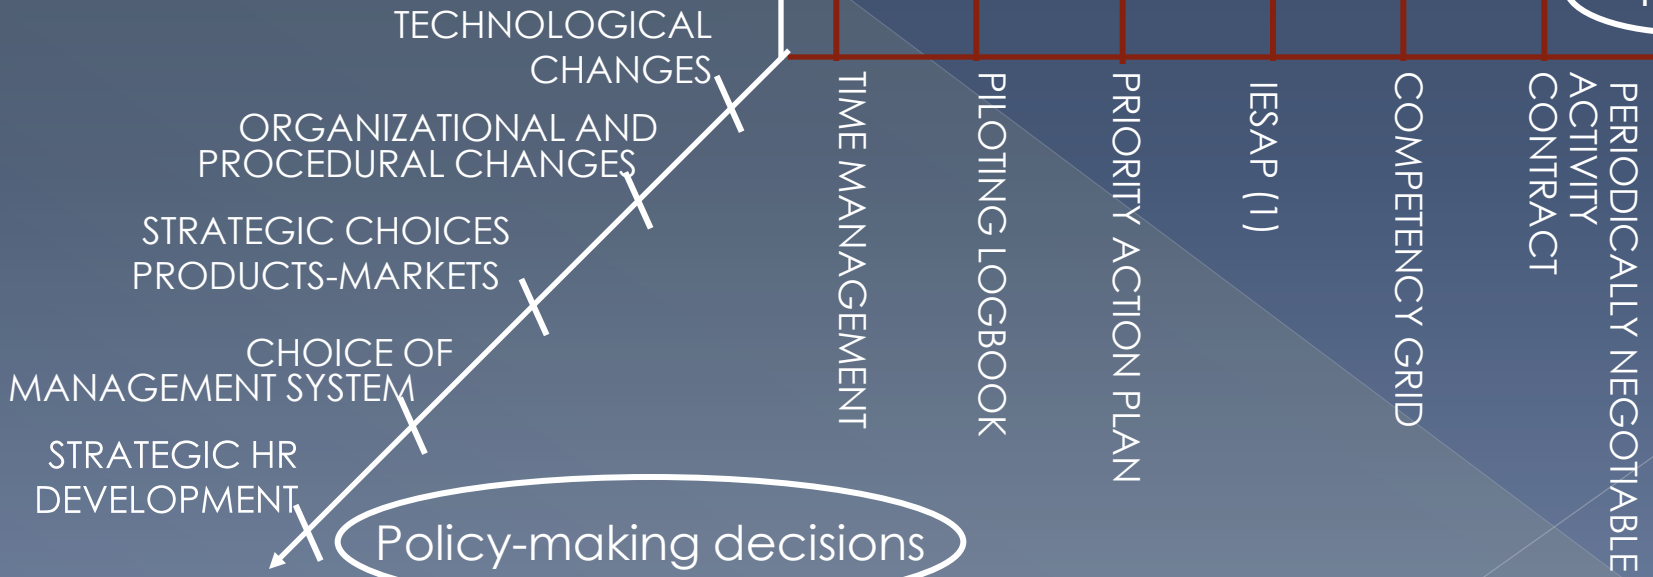 TECHNOLOGICAL
CHANGES
ORGANIZATIONAL AND
PROCEDURAL CHANGES
STRATEGIC CHOICES
PRODUCTS-MARKETS
CHOICE OF
MANAGEMENT SYSTEM
STRATEGIC HR
DEVELOPMENT
Policy-making decisions
TIME MANAGEMENT
PILOTING LOGBOOK
PRIORITY ACTION PLAN
IESAP (1)
COMPETENCY GRID
PERIODICALLY NEGOTIABLE
ACTIVITY
CONTRACT